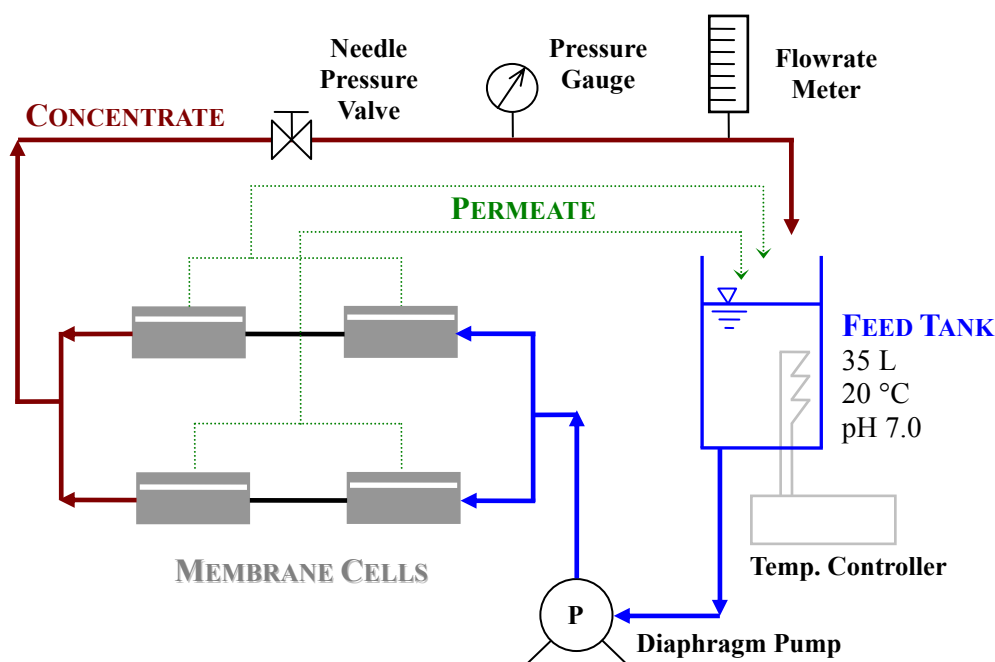 Needle
Pressure
Valve
Pressure
Gauge
Flowrate
Meter
CONCENTRATE
PERMEATE
FEED TANK
35 L
20 °C
pH 7.0
MEMBRANE CELLS
Temp. Controller
P
Diaphragm Pump